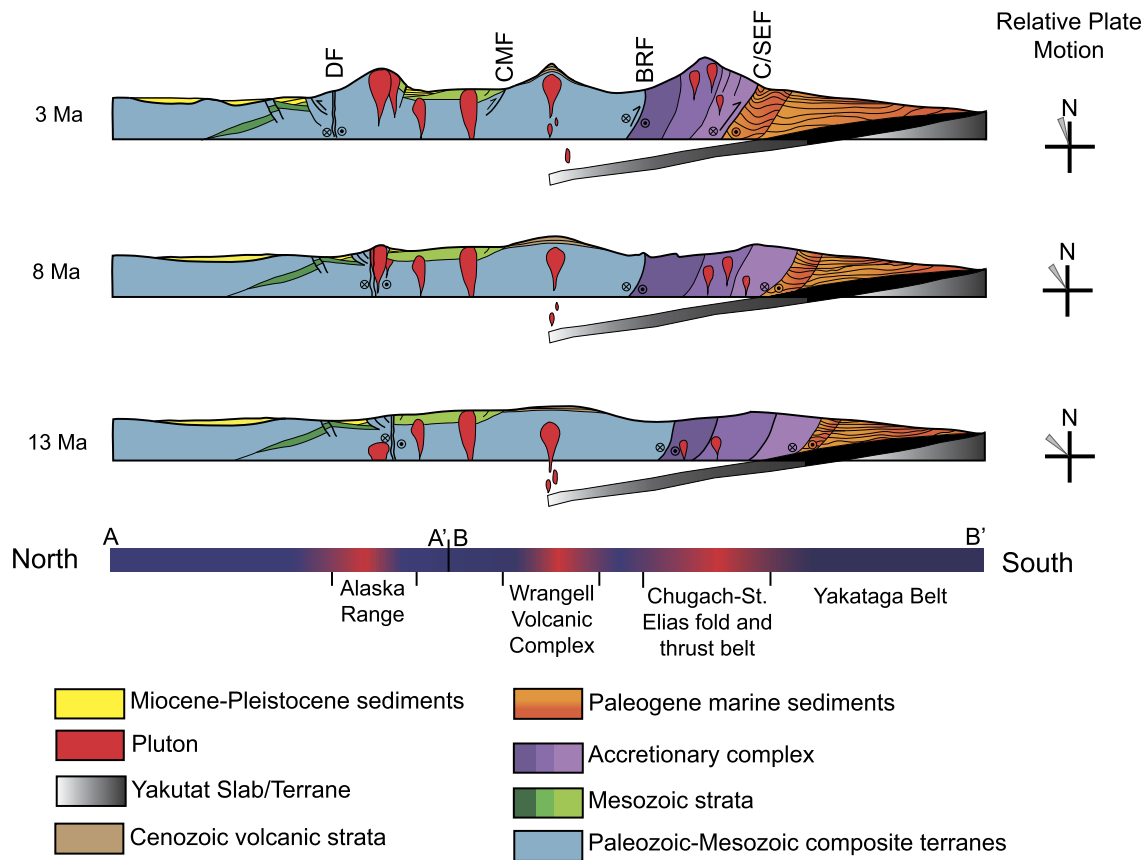 Relative Plate
Motion
DF
CMF
BRF
C/SEF
3 Ma
N
8 Ma
N
13 Ma
N
A
A' B
B'
North
South
Alaska
Range
Wrangell
Volcanic
Complex
Chugach-St.
Elias fold and
thrust belt
Yakataga Belt
Miocene-Pleistocene sediments
Pluton
Yakutat Slab/Terrane
Cenozoic volcanic strata
Paleogene marine sediments
Accretionary complex
Mesozoic strata
Paleozoic-Mesozoic composite terranes